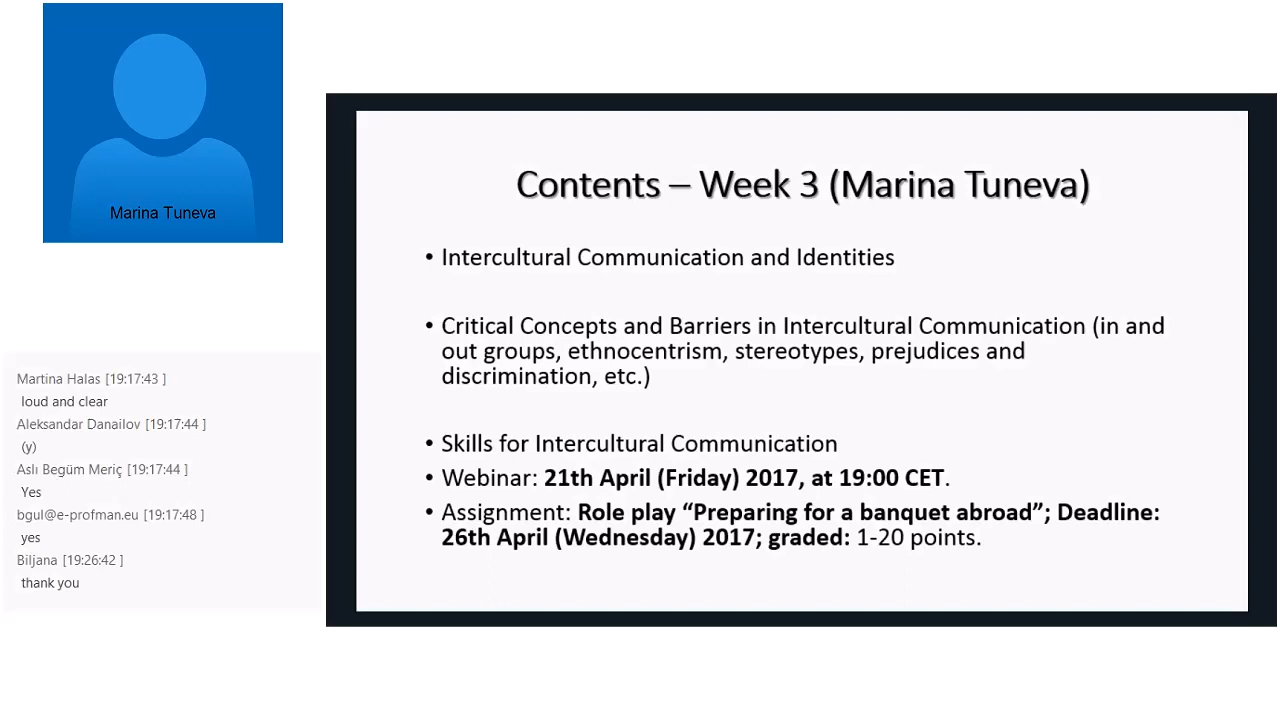 Marina Tuneva
Martina Halas [19:17:43 ]
loud and clear
Aleksandar Danailov [19:17:44 ]
(y)
Aslı Begüm Meriç [19:17:44 ]
Yes
bgul@e-profman.eu [19:17:48 ]
yes
Biljana [19:26:42 ]
thank you
Contents – Week 3 (Marina Tuneva)
• Intercultural Communication and Identities
• Critical Concepts and Barriers in Intercultural Communication (in and
out groups, ethnocentrism, stereotypes, prejudices and
discrimination, etc.)
• Skills for Intercultural Communication
• Webinar: 21th April (Friday) 2017, at 19:00 CET.
• Assignment: Role play “Preparing for a banquet abroad”; Deadline:
26th April (Wednesday) 2017; graded: 1-20 points.